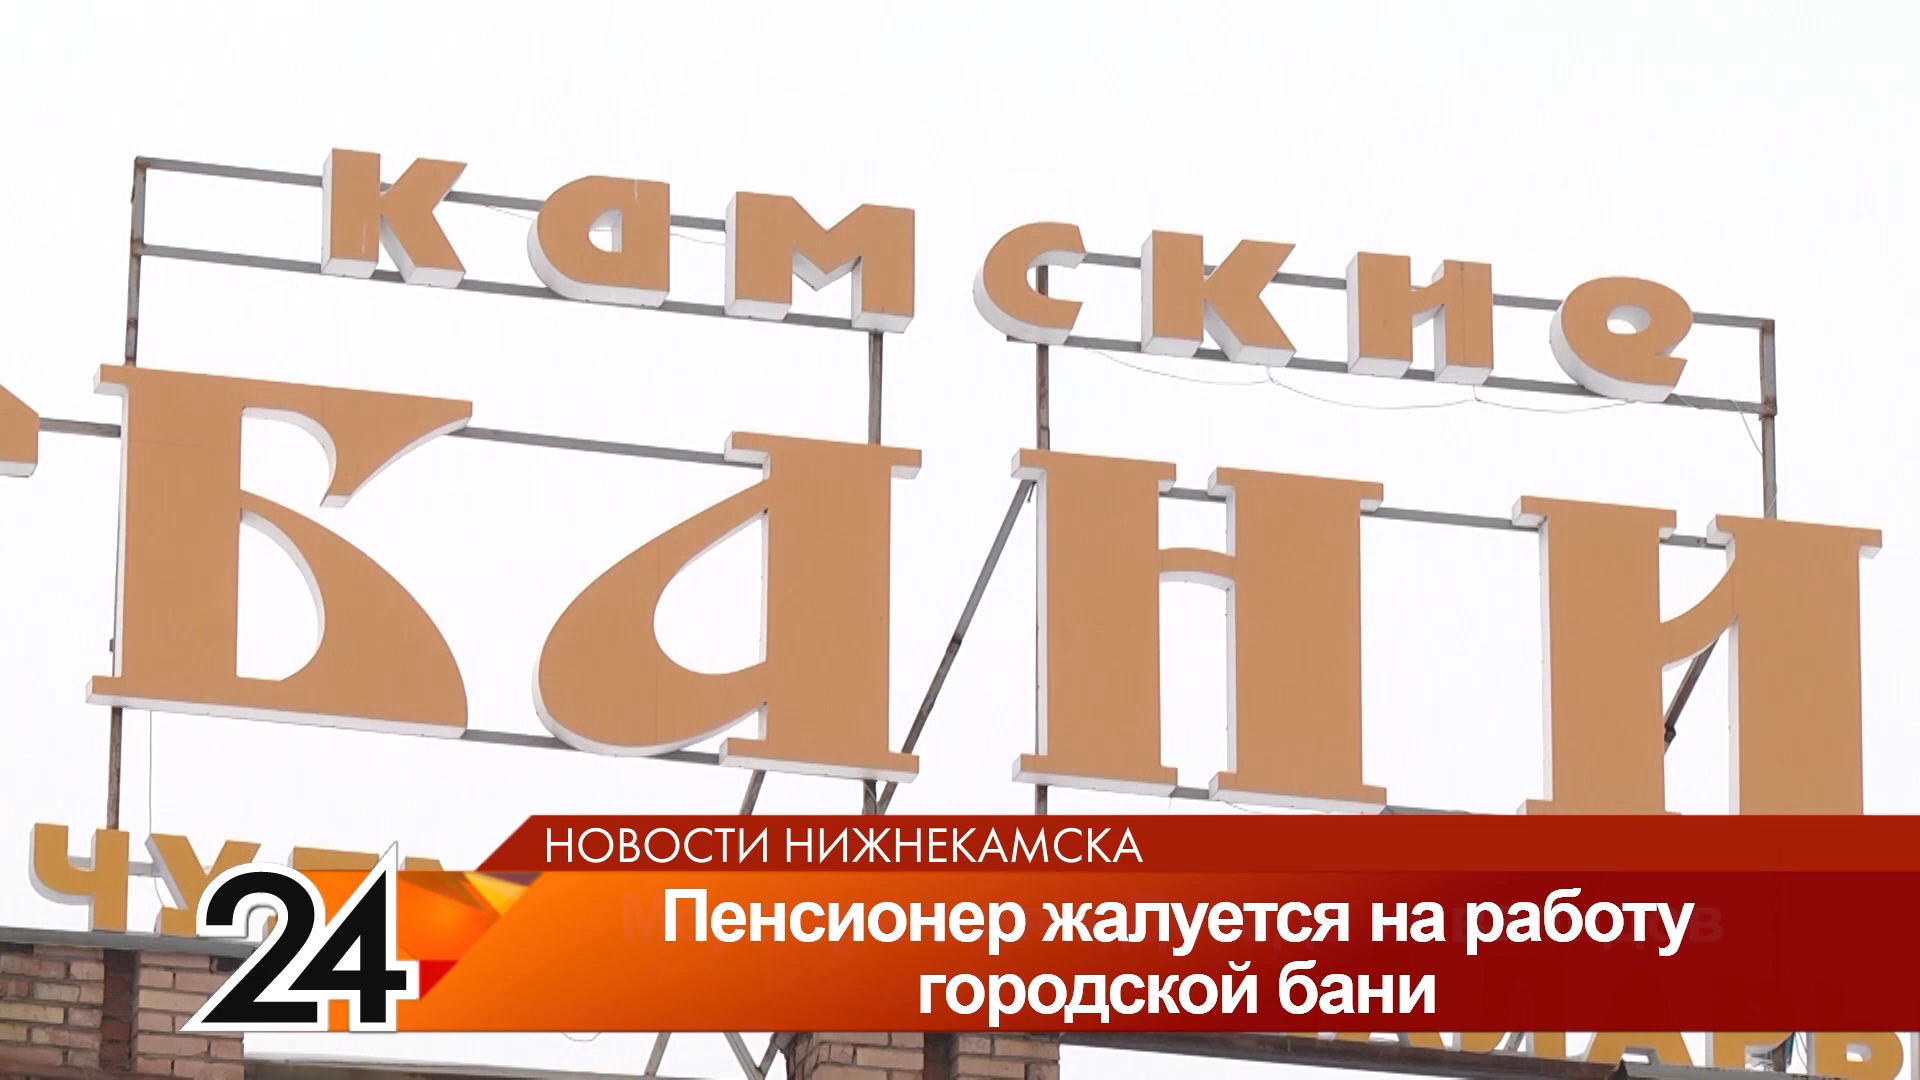 камские
Бани
НОВОСТИ НИЖНЕКАМСКА
24
Пенсионер жалуется на работу
городской бани